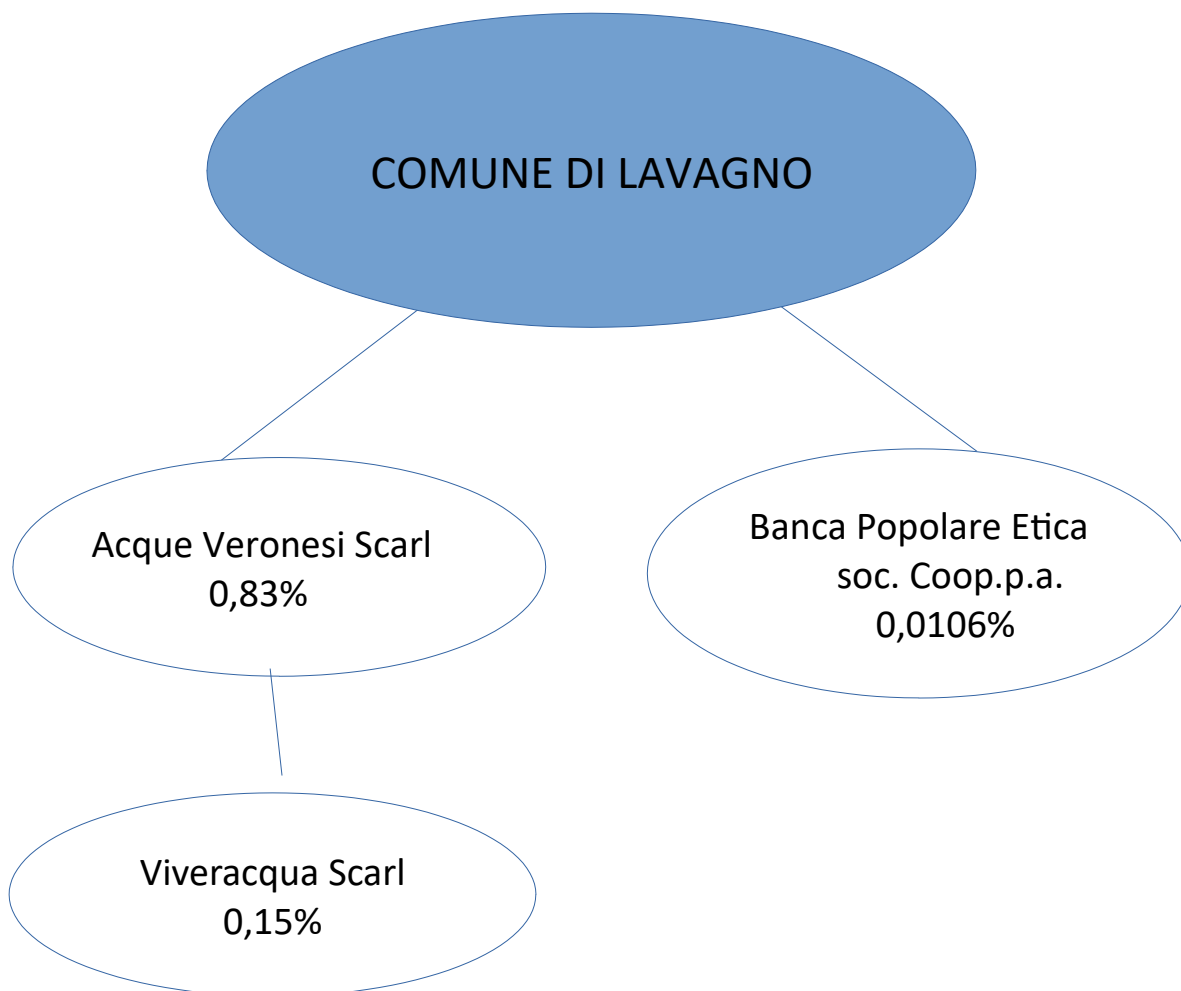 COMUNE DI LAVAGNO
Acque Veronesi Scarl
0,83%
Banca Popolare Etica
soc. Coop.p.a.
0,0106%
Viveracqua Scarl
0,15%